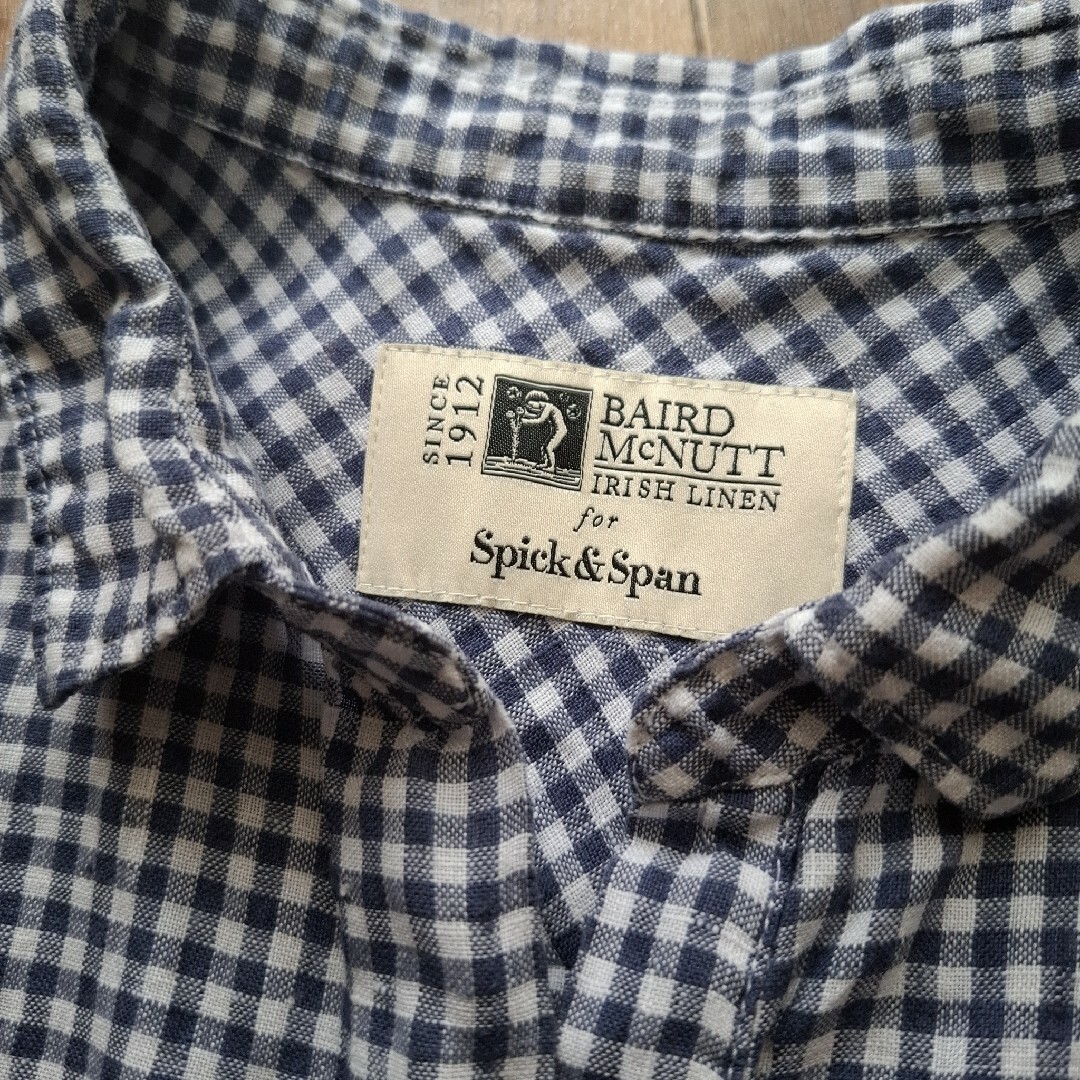 SINCE
1912
BAIRD
McNUTT
IRISH LINEN
for
Spick & Span